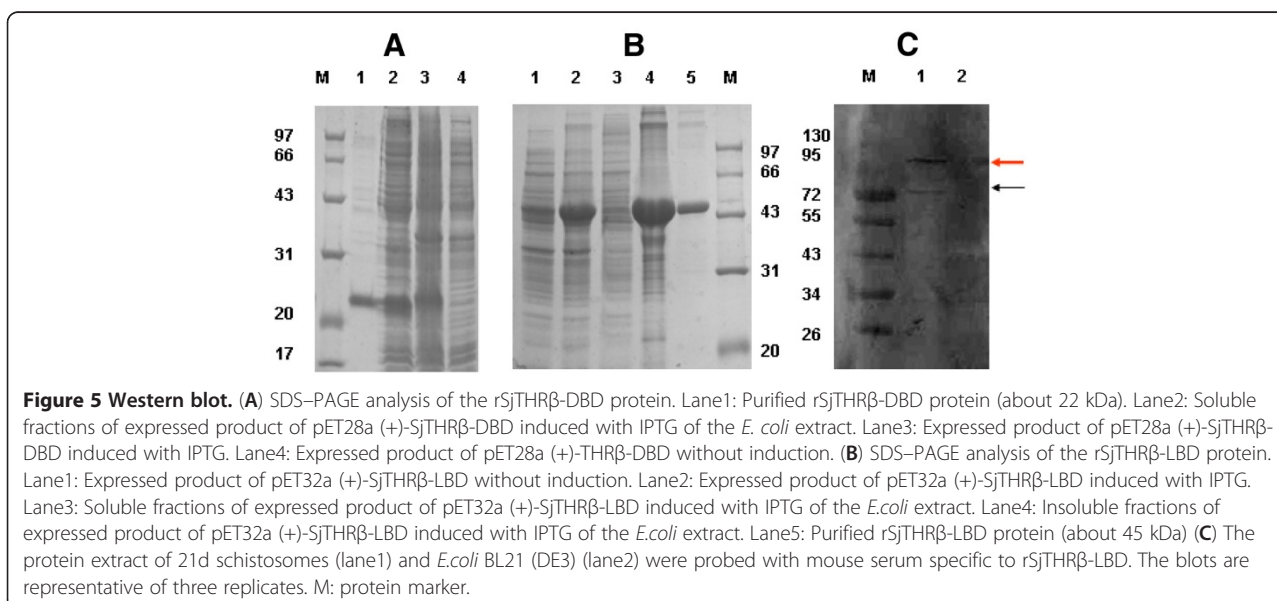 A B C
M 1 2 3 4 1 2 3 4 5 M M 1 2
97
66
43
31
20
17
97
66
43
31
20
130
95
72
55
43
34
26
Figure 5 Western blot. (A) SDS–PAGE analysis of the rSjTHRβ-DBD protein. Lane1: Purified rSjTHRβ-DBD protein (about 22 kDa). Lane2: Soluble
fractions of expressed product of pET28a (+)-SjTHRβ-DBD induced with IPTG of the E. coli extract. Lane3: Expressed product of pET28a (+)-SjTHRβ-
DBD induced with IPTG. Lane4: Expressed product of pET28a (+)-THRβ-DBD without induction. (B) SDS–PAGE analysis of the rSjTHRβ-LBD protein.
Lane1: Expressed product of pET32a (+)-SjTHRβ-LBD without induction. Lane2: Expressed product of pET32a (+)-SjTHRβ-LBD induced with IPTG.
Lane3: Soluble fractions of expressed product of pET32a (+)-SjTHRβ-LBD induced with IPTG of the E.coli extract. Lane4: Insoluble fractions of
expressed product of pET32a (+)-SjTHRβ-LBD induced with IPTG of the E.coli extract. Lane5: Purified rSjTHRβ-LBD protein (about 45 kDa) (C) The
protein extract of 21d schistosomes (lane1) and E.coli BL21 (DE3) (lane2) were probed with mouse serum specific to rSjTHRβ-LBD. The blots are
representative of three replicates. M: protein marker.